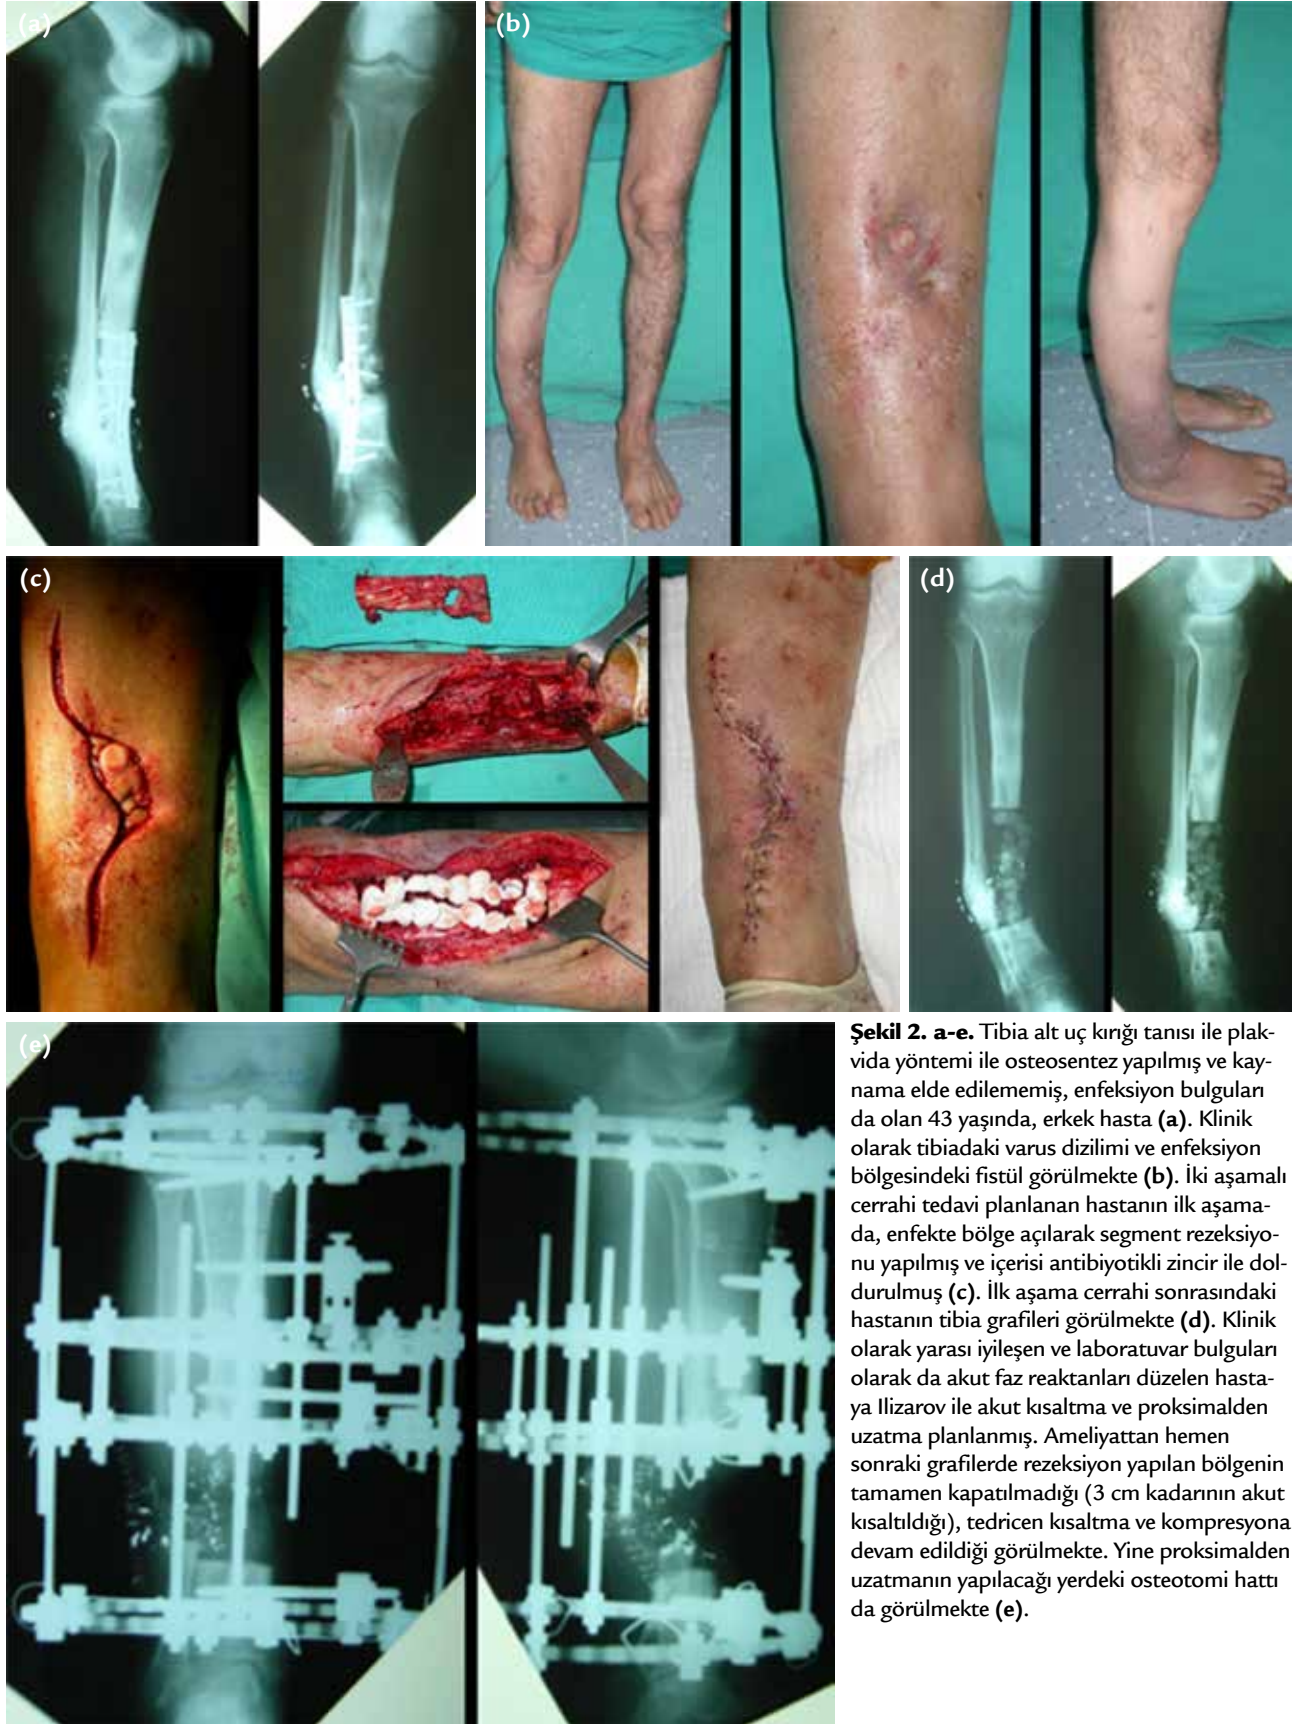 (a)
(b)
(c)
(d)
(e)
Şekil 2. a-e. Tibia alt uç kırığı tanısı ile plak-
vida yöntemi ile osteosentez yapılmış ve kay-
nama elde edilememiş, enfeksiyon bulguları
da olan 43 yaşında, erkek hasta (a). Klinik
olarak tibiadaki varus dizilimi ve enfeksiyon
bölgesindeki fistül görülmekte (b). İki aşamalı
cerrahi tedavi planlanan hastanın ilk aşama-
da, enfekte bölge açılarak segment rezeksiyo-
nu yapılmış ve içerisi antibiyotikli zincir ile dol-
durulmuş (c). İlk aşama cerrahi sonrasındaki
hastanın tibia grafileri görülmekte (d). Klinik
olarak yarası iyileşen ve laboratuvar bulguları
olarak da akut faz reaktanları düzelen hasta-
ya Ilizarov ile akut kısaltma ve proksimalden
uzatma planlanmış. Ameliyattan hemen
sonraki grafilerde rezeksiyon yapılan bölgenin
tamamen kapatılmadığı (3 cm kadarının akut
kısaltıldığı), tedricen kısaltma ve kompresyona
devam edildiği görülmekte. Yine proksimalden
uzatmanın yapılacağı yerdeki osteotomi hattı
da görülmekte (e).